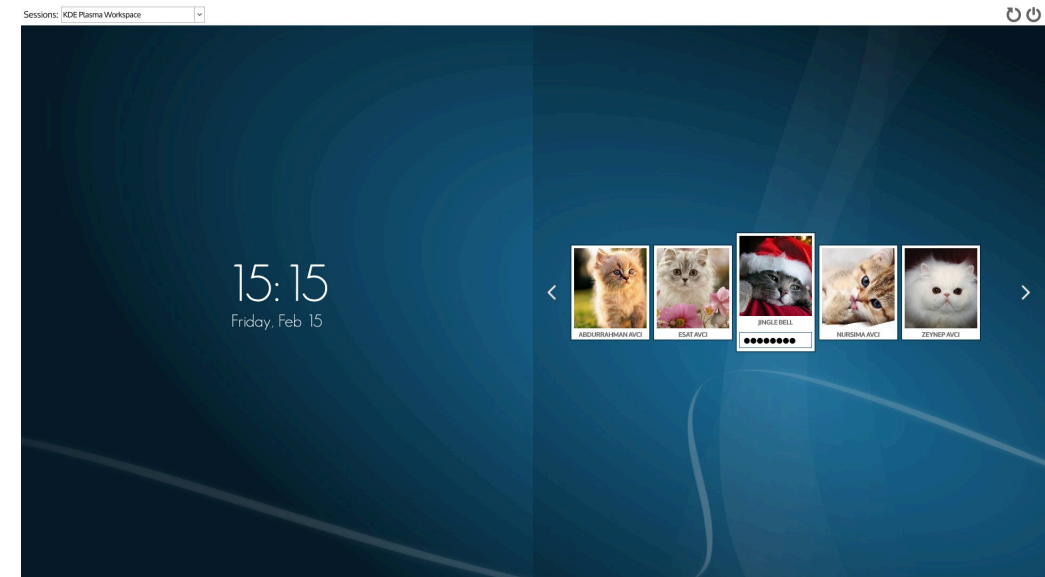 Sessions: KDE Plasma Workspace
15:15
Friday, Feb 15
ABDURRAHMAN AVCI
ESAT AVCI
JINGLE BELL
NURSIMA AVCI
ZEYNEP AVCI